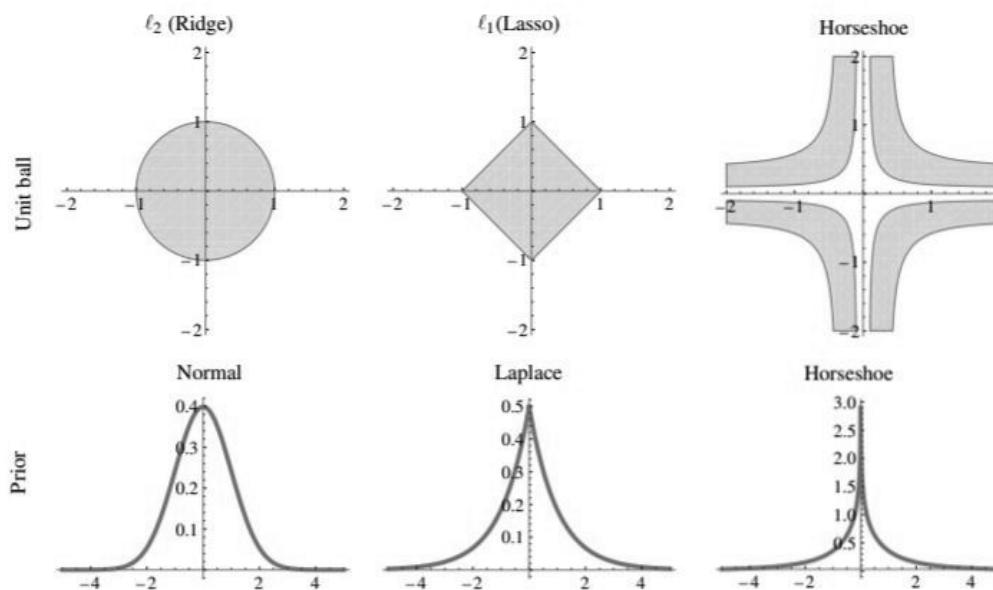 ℓ2 (Ridge)
ℓ1(Lasso)
Horseshoe
Unit ball
2
1
-2 -1 1 2
-1
-2
2
1
-2 -1 1 2
-1
-2
2
1
-2 -1 1
-1
-2
Normal
Laplace
Horseshoe
Prior
0.4
0.3
0.2
0.1
-4 -2 2 4
0.5
0.4
0.3
0.2
0.1
-4 -2 2 4
3.0
2.5
2.0
1.5
1.0
0.5
-4 -2 2 4